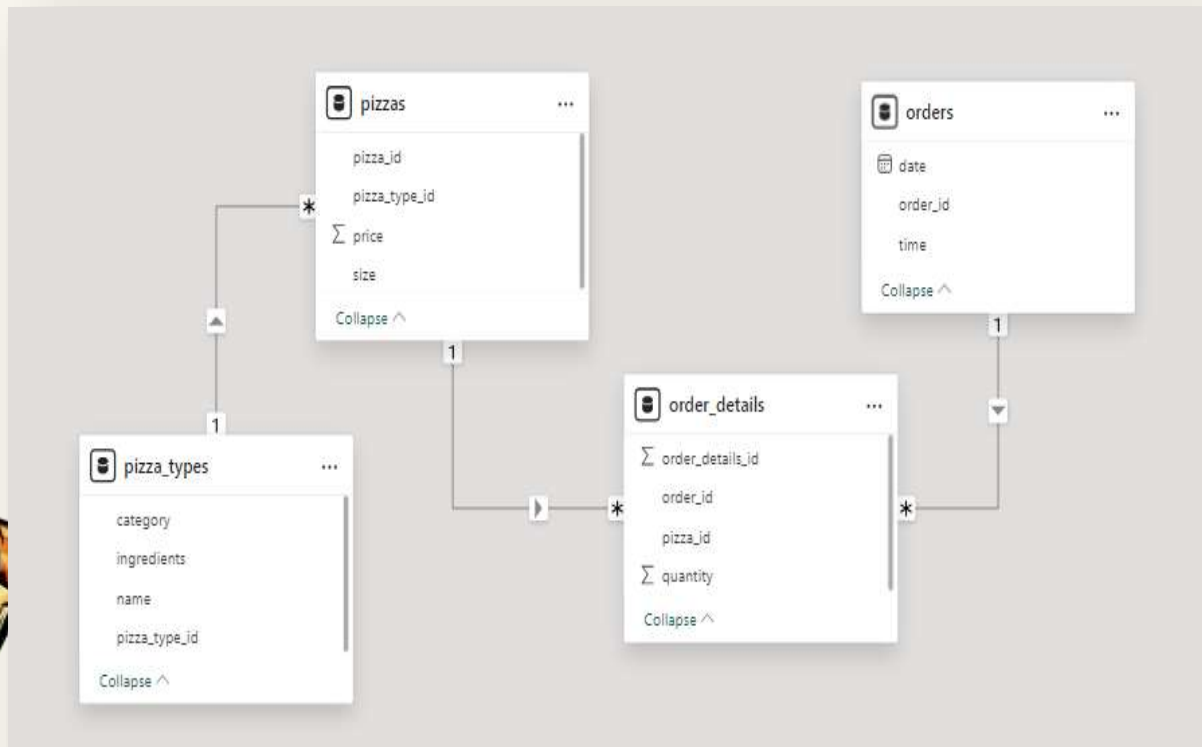 pizzas
...
pizza_id
pizza_type_id
∑ price
size
Collapse
1
*
orders
...
date
order_id
time
Collapse
1
pizza_types
...
category
ingredients
name
pizza_type_id
Collapse
1
order_details
...
∑ order_details_id
order_id
pizza_id
∑ quantity
Collapse
*
*